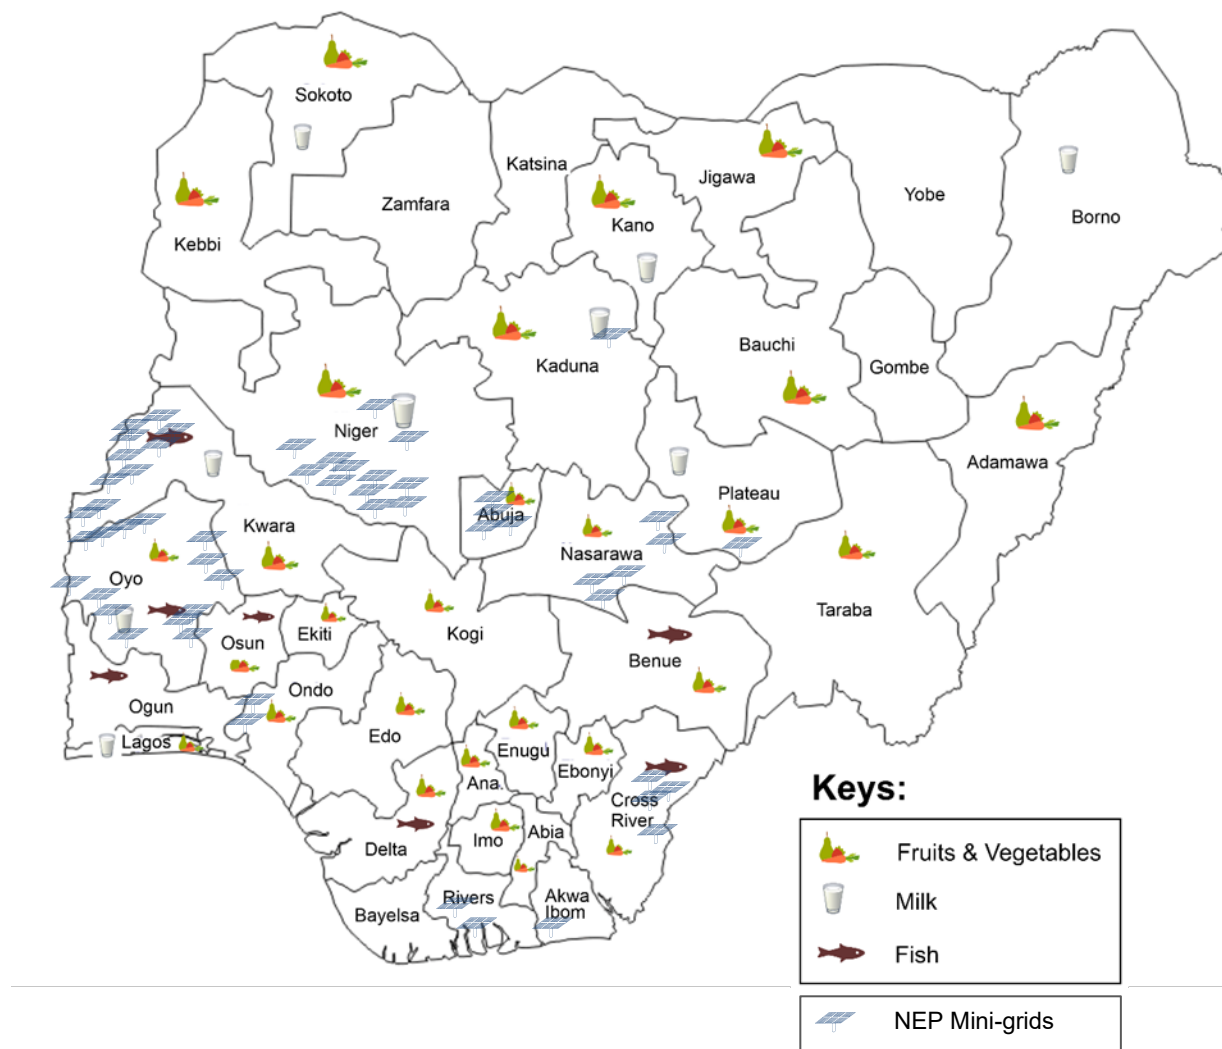 Sokoto
Katsina
Jigawa
Zamfara
Yobe
Kano
Borno
Kebbi
Bauchi
Kaduna
Gombe
Niger
Adamawa
Plateau
Abuja
Kwara
Nasarawa
Oyo
Taraba
Ekiti
Kogi
Osun
Benue
Ondo
Ogun
Edo
Lagos
Enugu
Ebonyi
Ana.
Cross
River
Imo
Abia
Delta
Rivers
Akwa
Ibom
Bayelsa
Keys:
Fruits & Vegetables
Milk
Fish
NEP Mini-grids